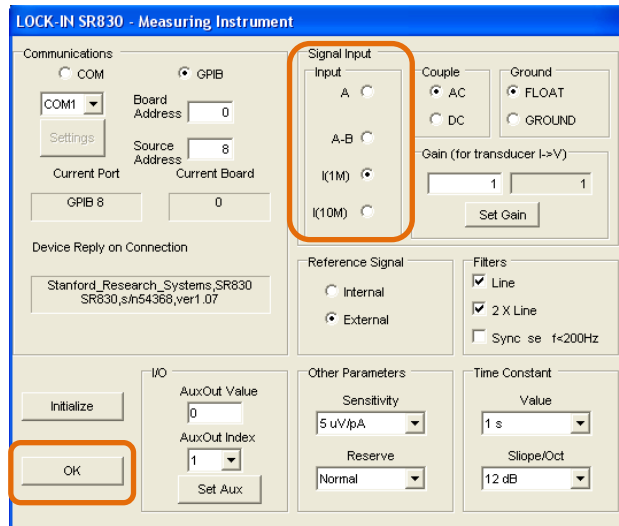 LOCK-IN SR830 - Measuring Instrument
Communications
COM
GPIB
COM1
Board
Address
0
Settings
Source
Address
8
Current Port
Current Board
GPIB 8
0
Device Reply on Connection
Stanford_Research_Systems,SR830
SR830,s/n54368,ver1.07
Signal Input
Input
A
A-B
I(1M)
I(10M)
Couple
AC
DC
Ground
FLOAT
GROUND
Gain (for transducer I->V)
1
1
Set Gain
Reference Signal
Internal
External
Filters
Line
2 X Line
Sync se f<200Hz
Initialize
OK
I/O
AuxOut Value
0
AuxOut Index
1
Set Aux
Other Parameters
Sensitivity
5 uV/pA
Reserve
Normal
Time Constant
Value
1 s
Sliope/Oct
12 dB